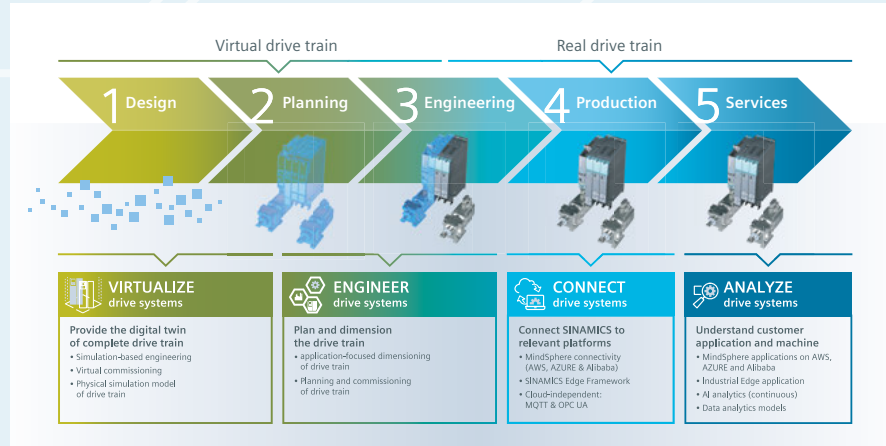 Virtual drive train
Real drive train
1 Design
2 Planning
3 Engineering
4 Production
5 Services
VIRTUALIZE
drive systems
Provide the digital twin
of complete drive train
• Simulation-based engineering
• Virtual commissioning
• Physical simulation model
of drive train
ENGINEER
drive systems
Plan and dimension
the drive train
• application-focused dimensioning
of drive train
• Planning and commissioning
of drive train
CONNECT
drive systems
Connect SINAMICS to
relevant platforms
• MindSphere connectivity
(AWS, AZURE & Alibaba)
• SINAMICS Edge Framework
• Cloud-independent:
MQTT & OPC UA
ANALYZE
drive systems
Understand customer
application and machine
• MindSphere applications on AWS,
AZURE and Alibaba
• Industrial Edge application
• AI analytics (continuous)
• Data analytics models